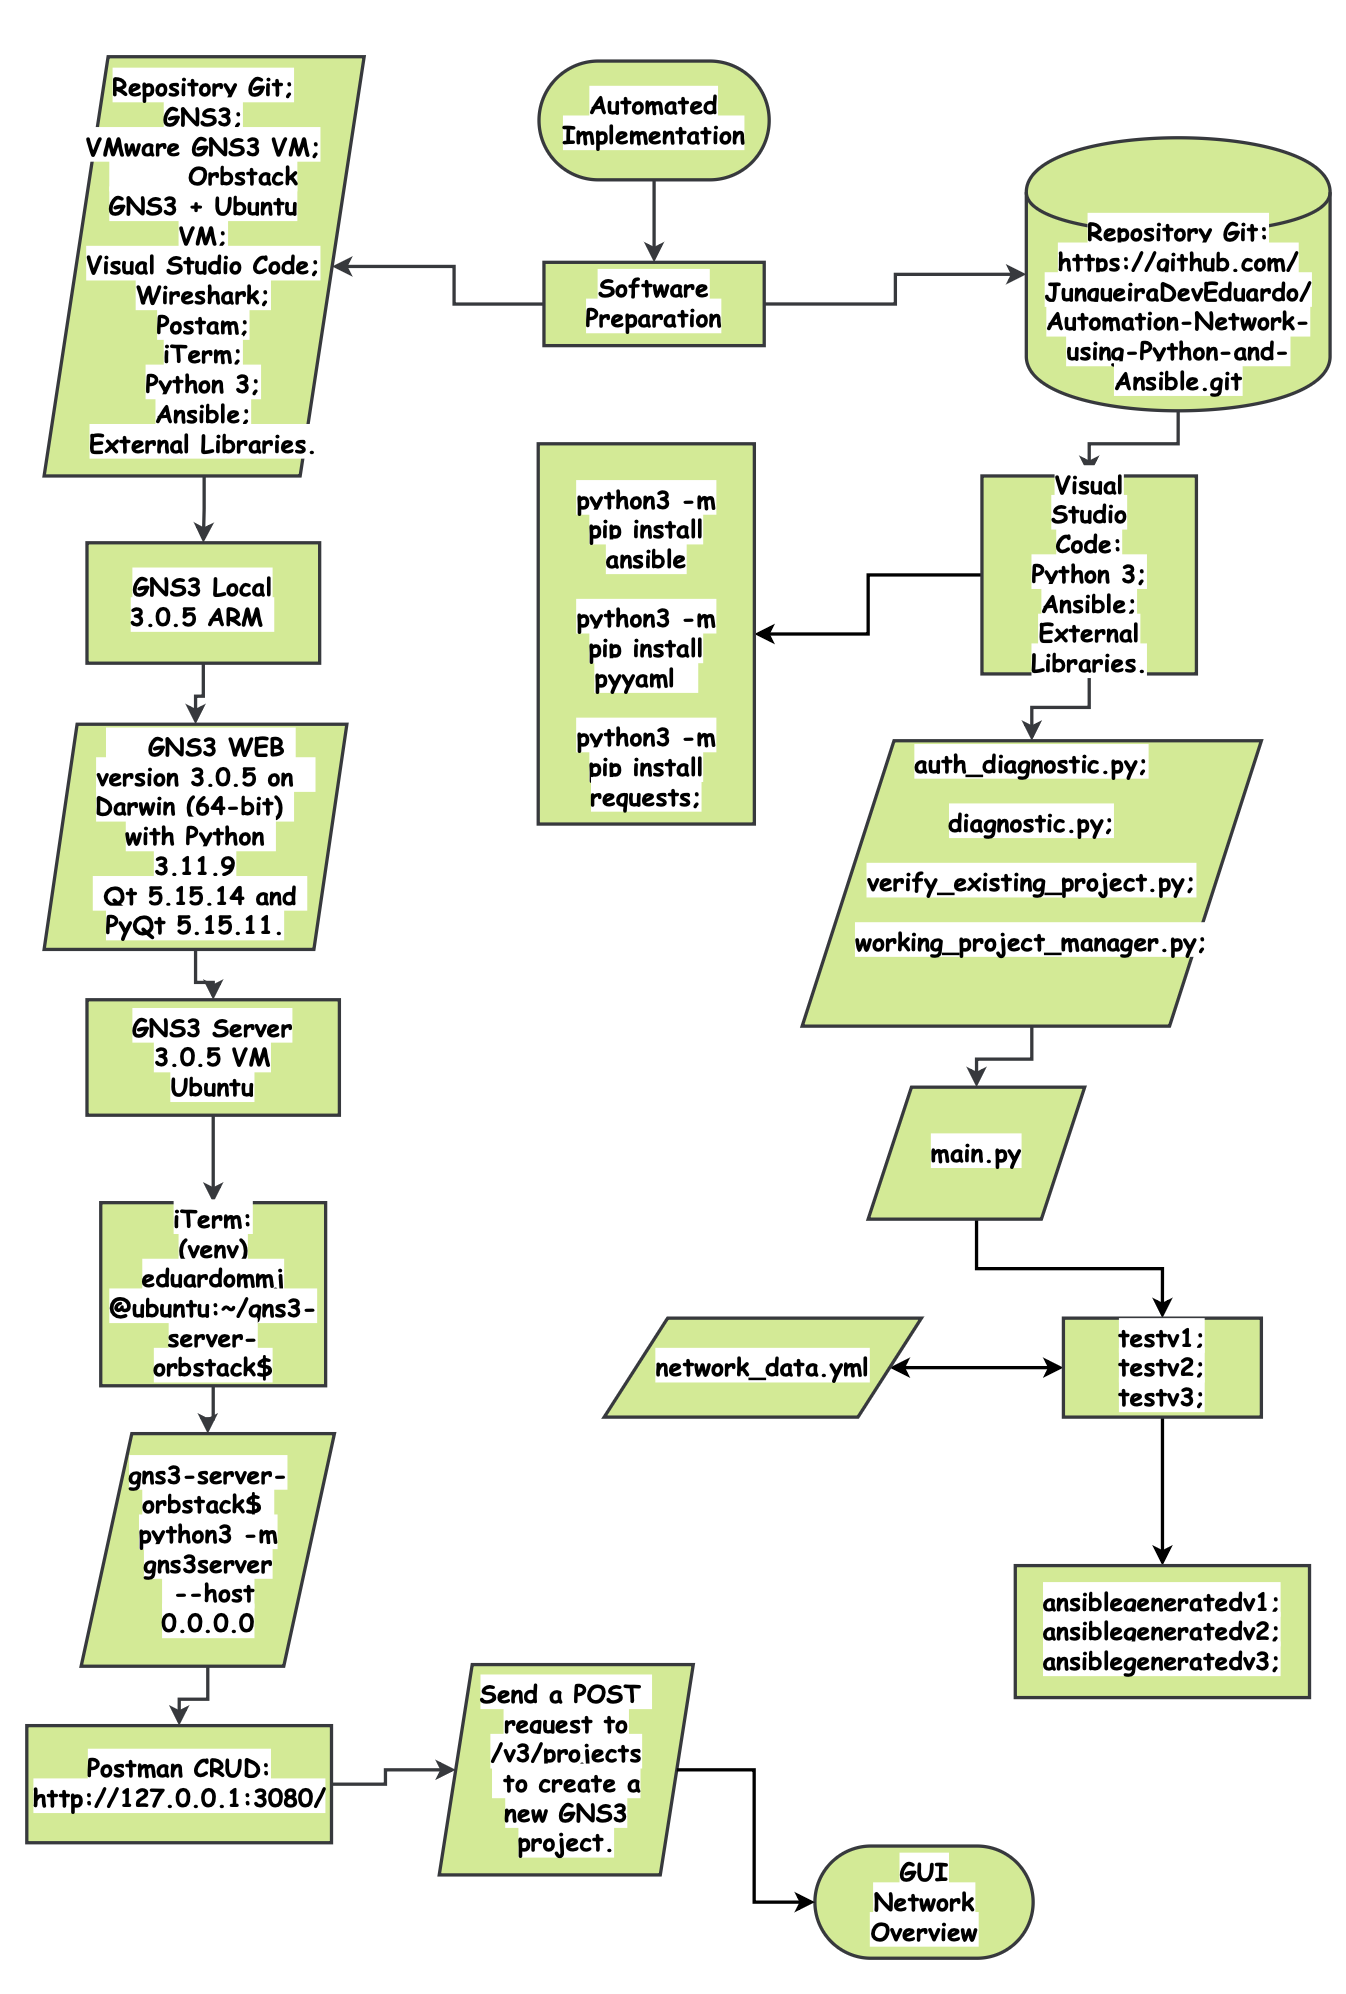 Automated
Implementation
Software
Preparation
Repository Git;
GNS3;
VMware GNS3 VM;
Orbstack
GNS3 + Ubuntu
VM;
Visual Studio Code;
Wireshark;
Postam;
iTerm;
Python 3;
Ansible;
External Libraries.
GNS3 Local
3.0.5 ARM
GNS3 WEB
version 3.0.5 on
Darwin (64-bit)
with Python
3.11.9
Qt 5.15.14 and
PyQt 5.15.11.
GNS3 Server
3.0.5 VM
Ubuntu
iTerm:
(venv)
eduardommj
@ubuntu:~/gns3-
server-
orbstack$
gns3-server-
orbstack$
python3 -m
gns3server
--host
0.0.0.0
Postman CRUD:
http://127.0.0.1:3080/
Send a POST
request to
/v3/projects
to create a
new GNS3
project.
GUI
Network
Overview
Repository Git:
https://github.com/
JunqueiraDevEduardo/
Automation-Network-
using-Python-and-
Ansible.git
Visual
Studio
Code:
Python 3;
Ansible;
External
Libraries.
python3 -m
pip install
ansible
python3 -m
pip install
pyyaml
python3 -m
pip install
requests;
auth_diagnostic.py;
diagnostic.py;
verify_existing_project.py;
working_project_manager.py;
main.py
testv1;
testv2;
testv3;
network_data.yml
ansiblegeneratedv1;
ansiblegeneratedv2;
ansiblegeneratedv3;